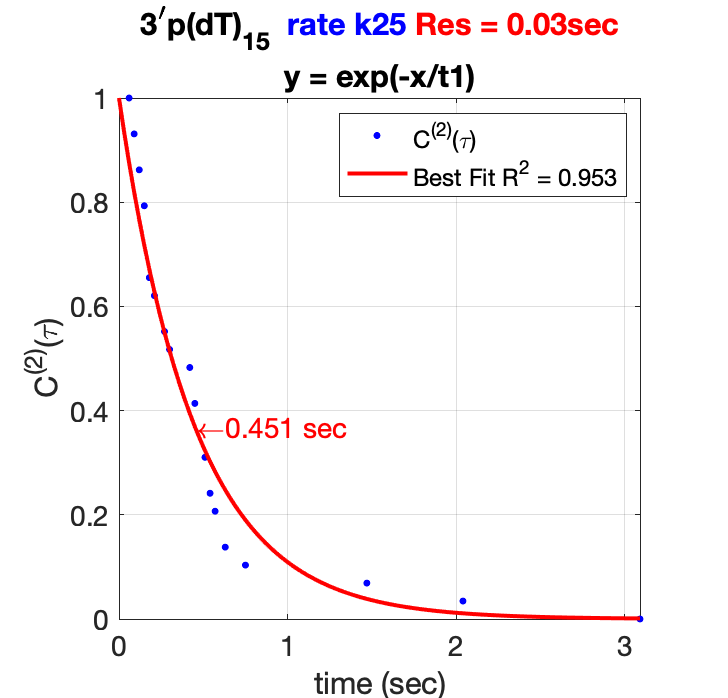 3′p(dT)₁₅ rate k25 Res = 0.03sec
y = exp(-x/t1)
C⁽²⁾(τ)
Best Fit R² = 0.953
←0.451 sec
C⁽²⁾(τ)
1
0.8
0.6
0.4
0.2
0
0 1 2 3
time (sec)